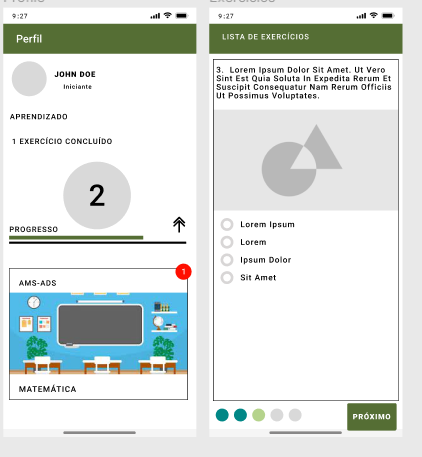 9:27
Perfil
JOHN DOE
Iniciante
APRENDIZADO
1 EXERCÍCIO CONCLUÍDO
2
PROGRESSO
1
AMS-ADS
MATEMÁTICA
9:27
LISTA DE EXERCÍCIOS
3. Lorem Ipsum Dolor Sit Amet. Ut Vero
Sint Est Quia Soluta In Expedita Rerum Et
Suscipit Consequatur Nam Rerum Officiis
Ut Possimus Voluptates.
Lorem Ipsum
Lorem
Ipsum Dolor
Sit Amet
PRÓXIMO